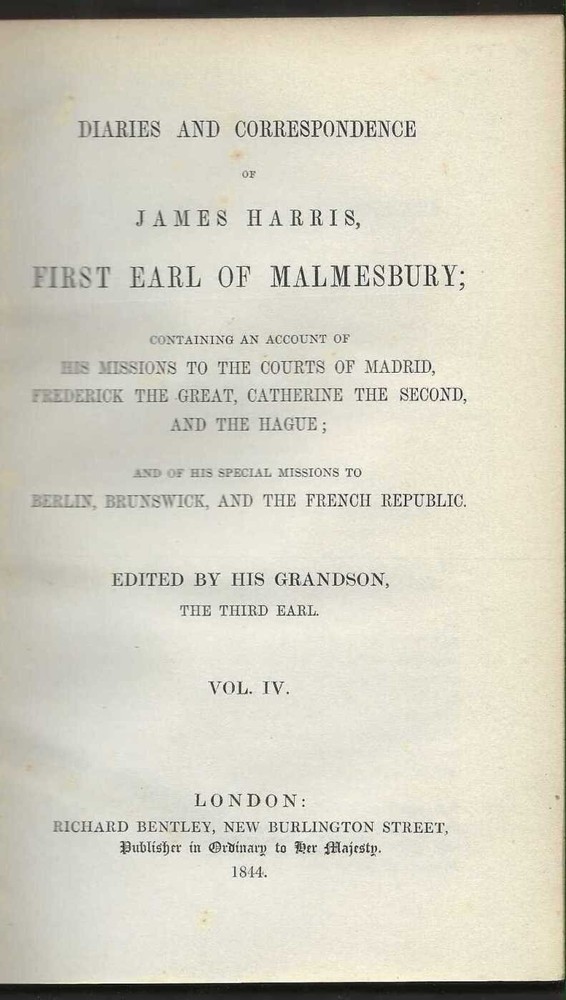 DIARIES AND CORRESPONDENCE
OF
JAMES HARRIS,
FIRST EARL OF MALMESBURY;
CONTAINING AN ACCOUNT OF
HIS MISSIONS TO THE COURTS OF MADRID,
FREDERICK THE GREAT, CATHERINE THE SECOND,
AND THE HAGUE;
AND OF HIS SPECIAL MISSIONS TO
BERLIN, BRUNSWICK, AND THE FRENCH REPUBLIC.
EDITED BY HIS GRANDSON,
THE THIRD EARL.
VOL. IV.
LONDON:
RICHARD BENTLEY, NEW BURLINGTON STREET,
Publisher in Ordinary to Her Majesty.
1844.